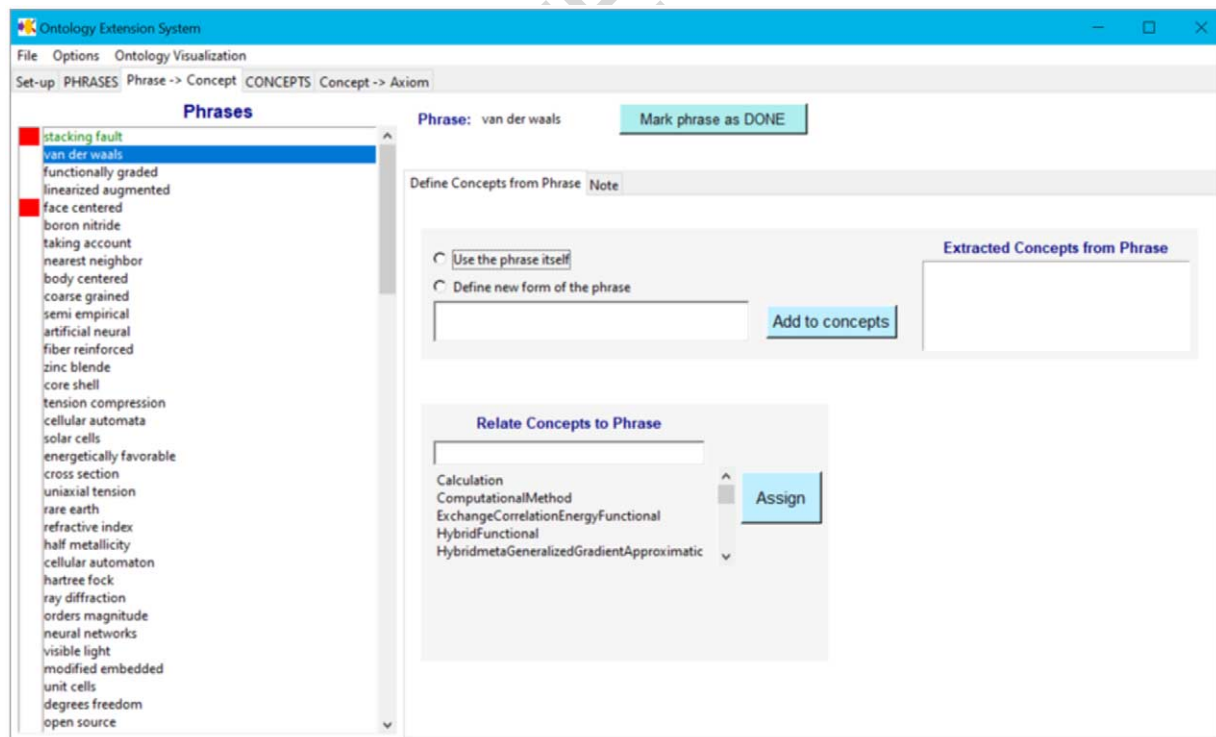 Ontology Extension System
File Options Ontology Visualization
Set-up PHRASES Phrase -> Concept CONCEPTS Concept -> Axiom
Phrases
stacking fault
van der waals
functionally graded
linearized augmented
face centered
boron nitride
taking account
nearest neighbor
body centered
coarse grained
semi empirical
artificial neural
fiber reinforced
zinc blende
core shell
tension compression
cellular automata
solar cells
energetically favorable
cross section
uniaxial tension
rare earth
refractive index
half metallicity
cellular automaton
hartree fock
ray diffraction
orders magnitude
neural networks
visible light
modified embedded
unit cells
degrees freedom
open source
Phrase: van der waals
Mark phrase as DONE
Define Concepts from Phrase Note
Use the phrase itself
Define new form of the phrase
Add to concepts
Extracted Concepts from Phrase
Relate Concepts to Phrase
Calculation
ComputationalMethod
ExchangeCorrelationEnergyFunctional
HybridFunctional
HybridmetaGeneralizedGradientApproximatic
Assign